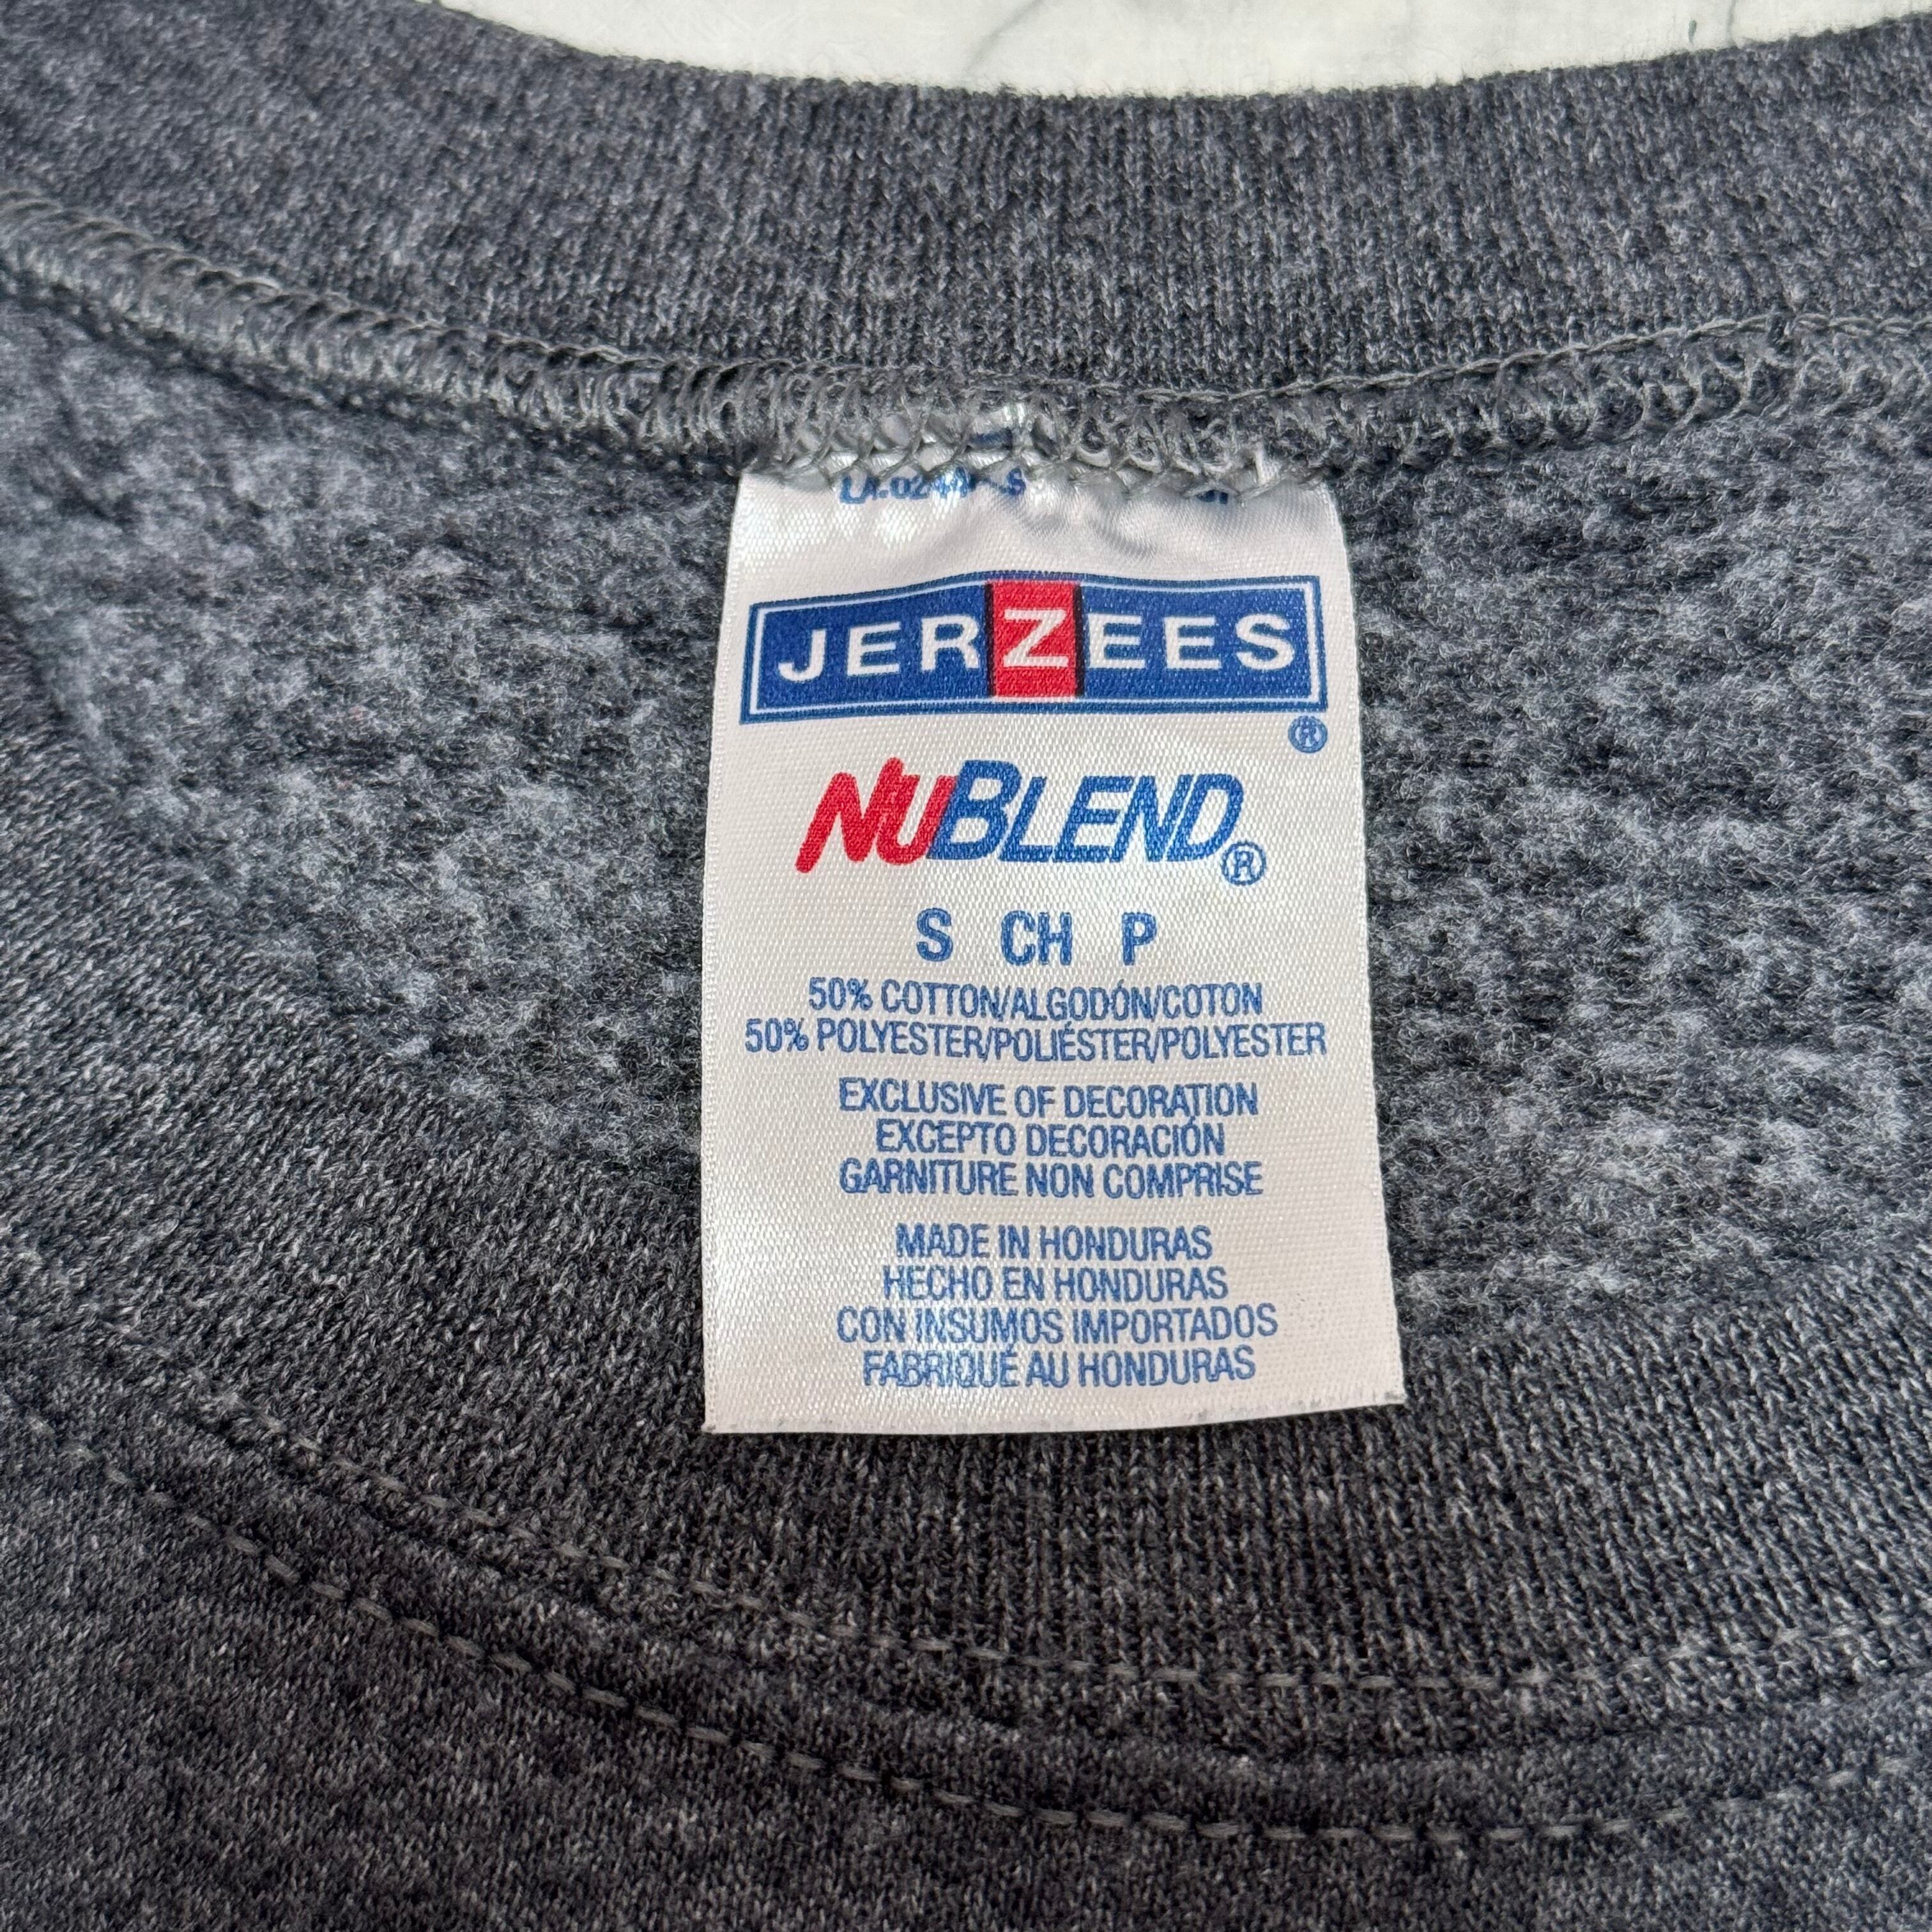 JERZEES®
NUBLEND®
S CH P
50% COTTON/ALGODÓN/COTON
50% POLYESTER/POLIÉSTER/POLYESTER
EXCLUSIVE OF DECORATION
EXCEPTO DECORACIÓN
GARNITURE NON COMPRISE
MADE IN HONDURAS
HECHO EN HONDURAS
CON INSUMOS IMPORTADOS
FABRIQUÉ AU HONDURAS